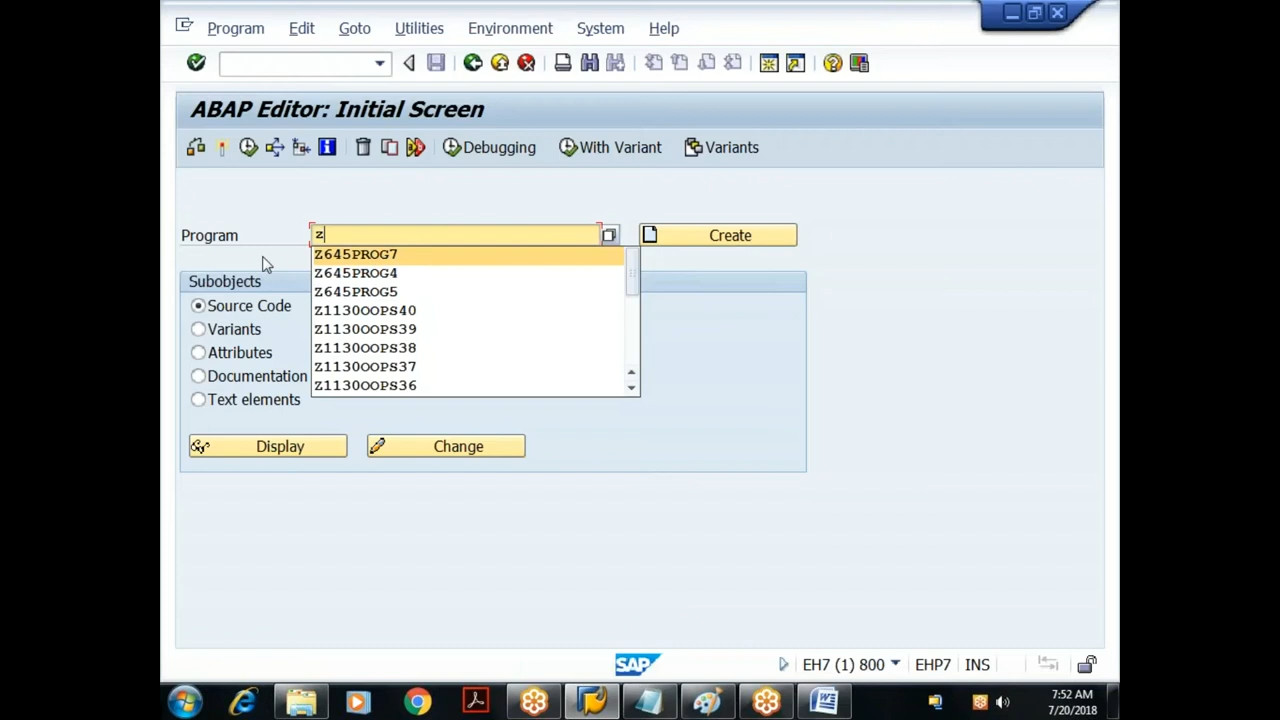 Program Edit Goto Utilities Environment System Help
ABAP Editor: Initial Screen
Debugging With Variant Variants
Program z Create
Z645PROG7
Z645PROG4
Z645PROG5
Z1130OOPS40
Z1130OOPS39
Z1130OOPS38
Z1130OOPS37
Z1130OOPS36
Subobjects
Source Code
Variants
Attributes
Documentation
Text elements
Display Change
SAP EH7 (1) 800 EHP7 INS
7:52 AM
7/20/2018